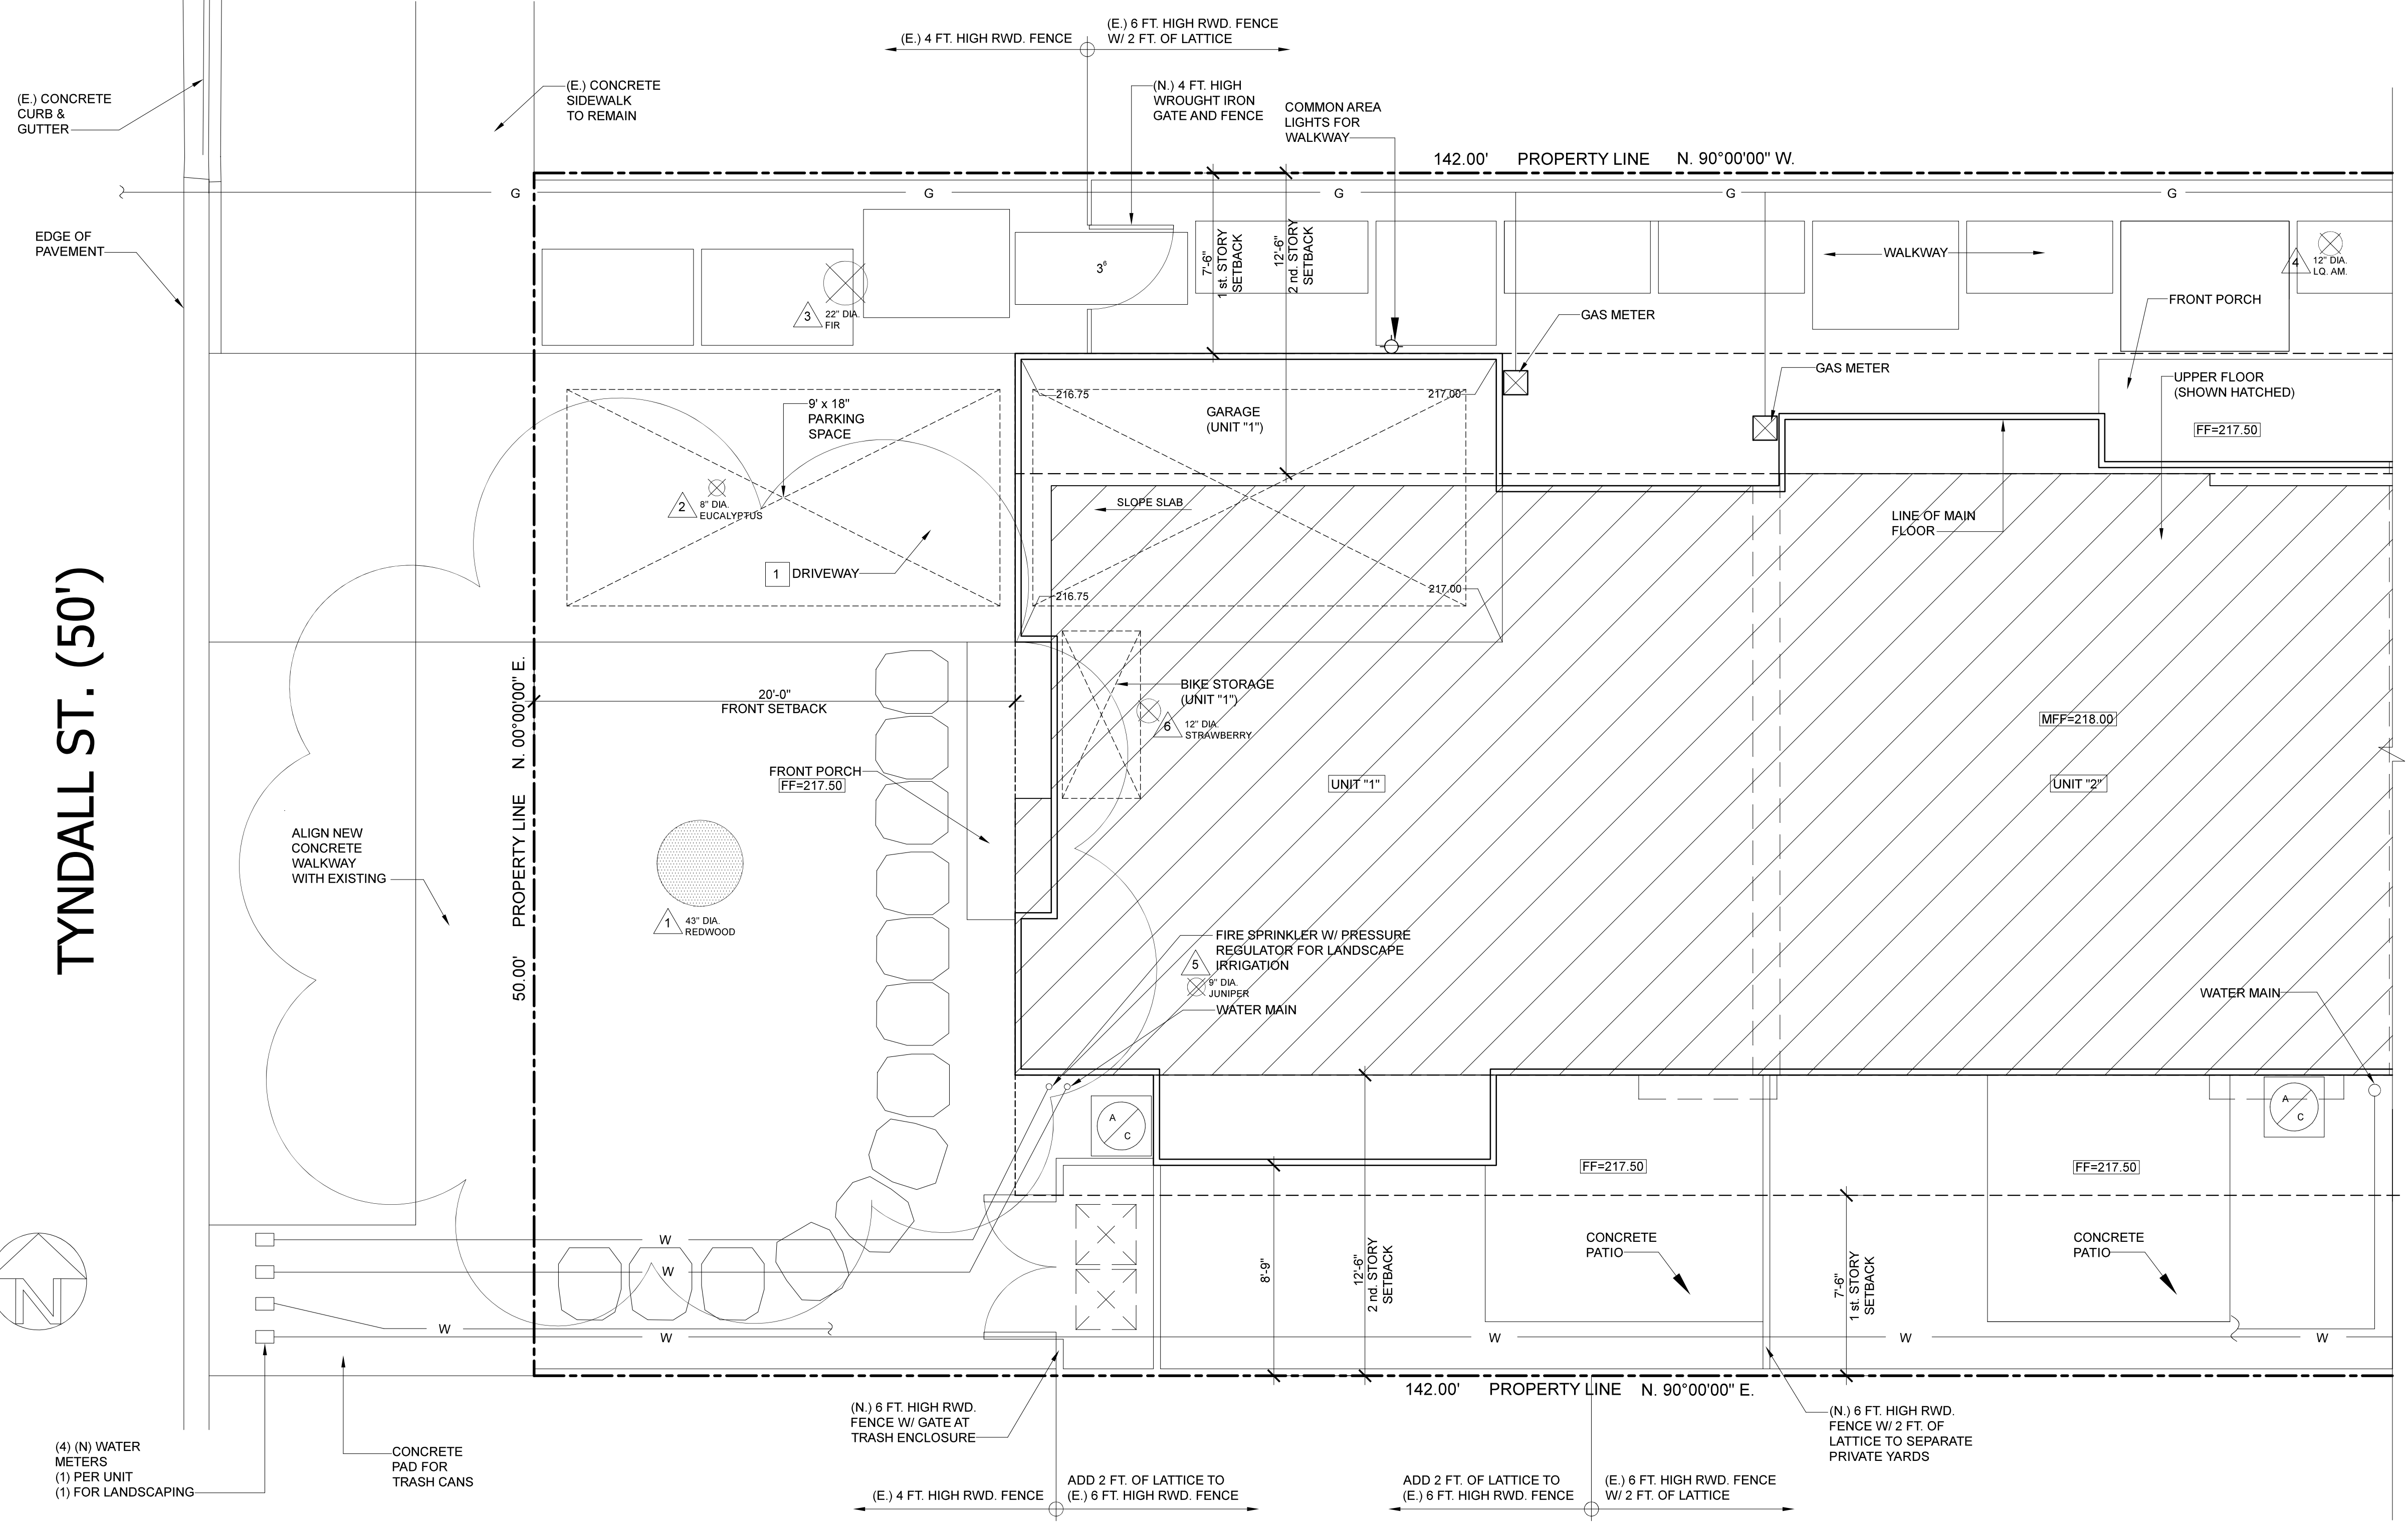 (E.) 4 FT. HIGH RWD. FENCE
(E.) 6 FT. HIGH RWD. FENCE
W/ 2 FT. OF LATTICE
(E.) CONCRETE
CURB &
GUTTER
(E.) CONCRETE
SIDEWALK
TO REMAIN
(N.) 4 FT. HIGH
WROUGHT IRON
GATE AND FENCE
COMMON AREA
LIGHTS FOR
WALKWAY
142.00' PROPERTY LINE N. 90°00'00" W.
G
G
G
G
G
EDGE OF
PAVEMENT
3⁶
7'-6"
1 st. STORY
SETBACK
12'-6"
2 nd. STORY
SETBACK
WALKWAY
4
12" DIA.
LQ. AM.
FRONT PORCH
3
22" DIA.
FIR
GAS METER
GAS METER
UPPER FLOOR
(SHOWN HATCHED)
FF=217.50
9' x 18"
PARKING
SPACE
216.75
GARAGE
(UNIT "1")
217.00
2
8" DIA.
EUCALYPTUS
SLOPE SLAB
LINE OF MAIN
FLOOR
1
DRIVEWAY
216.75
217.00
TYNDALL ST. (50')
50.00' PROPERTY LINE N. 00°00'00" E.
20'-0"
FRONT SETBACK
BIKE STORAGE
(UNIT "1")
6
12" DIA.
STRAWBERRY
MFF=218.00
FRONT PORCH
FF=217.50
UNIT "1"
UNIT "2"
ALIGN NEW
CONCRETE
WALKWAY
WITH EXISTING
1
43" DIA.
REDWOOD
FIRE SPRINKLER W/ PRESSURE
REGULATOR FOR LANDSCAPE
IRRIGATION
5
9" DIA.
JUNIPER
WATER MAIN
WATER MAIN
A
C
A
C
FF=217.50
FF=217.50
N
W
W
W
W
8'-9"
12'-6"
2 nd. STORY
SETBACK
CONCRETE
PATIO
7'-6"
1 st. STORY
SETBACK
CONCRETE
PATIO
W
W
W
142.00' PROPERTY LINE N. 90°00'00" E.
(N.) 6 FT. HIGH RWD.
FENCE W/ GATE AT
TRASH ENCLOSURE
(N.) 6 FT. HIGH RWD.
FENCE W/ 2 FT. OF
LATTICE TO SEPARATE
PRIVATE YARDS
(4) (N) WATER
METERS
(1) PER UNIT
(1) FOR LANDSCAPING
CONCRETE
PAD FOR
TRASH CANS
(E.) 4 FT. HIGH RWD. FENCE
ADD 2 FT. OF LATTICE TO
(E.) 6 FT. HIGH RWD. FENCE
ADD 2 FT. OF LATTICE TO
(E.) 6 FT. HIGH RWD. FENCE
(E.) 6 FT. HIGH RWD. FENCE
W/ 2 FT. OF LATTICE